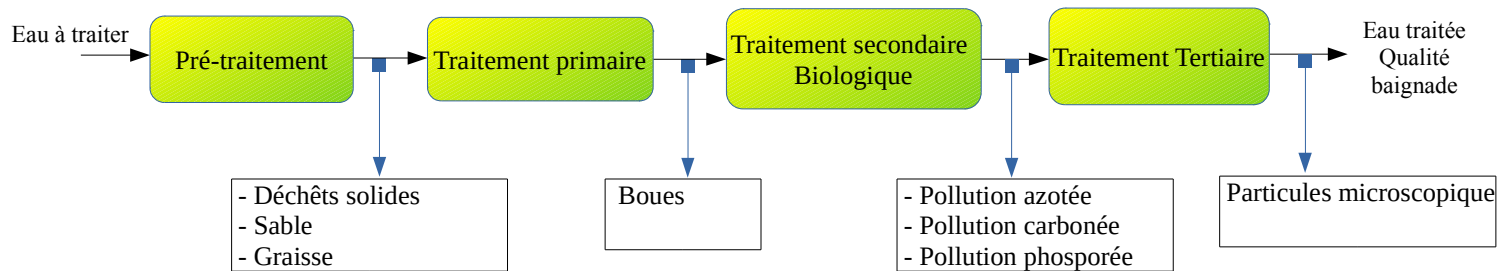 Eau à traiter
Pré-traitement
Traitement primaire
Traitement secondaire
Biologique
Traitement Tertiaire
Eau traitée
Qualité
baignade
- Déchêts solides
- Sable
- Graisse
Boues
- Pollution azotée
- Pollution carbonée
- Pollution phosporée
Particules microscopique